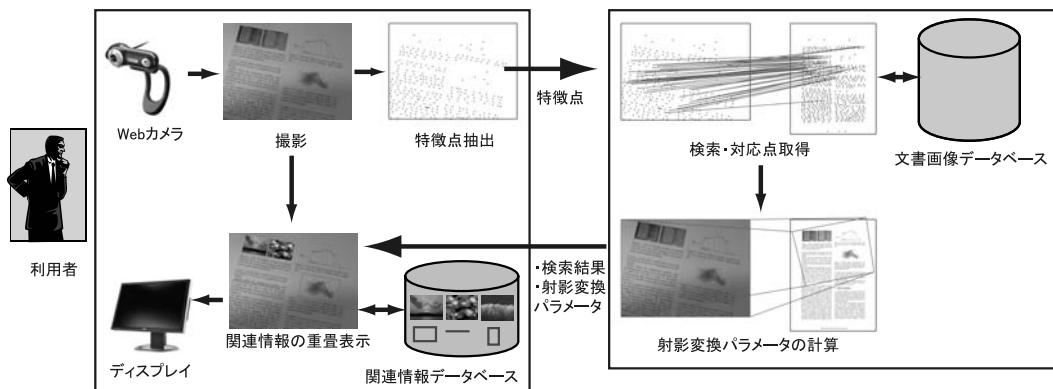 Webカメラ
撮影
特徴点抽出
特徴点
検索・対応点取得
文書画像データベース
利用者
・検索結果
・射影変換
パラメータ
ディスプレイ
関連情報の重畳表示
関連情報データベース
射影変換パラメータの計算